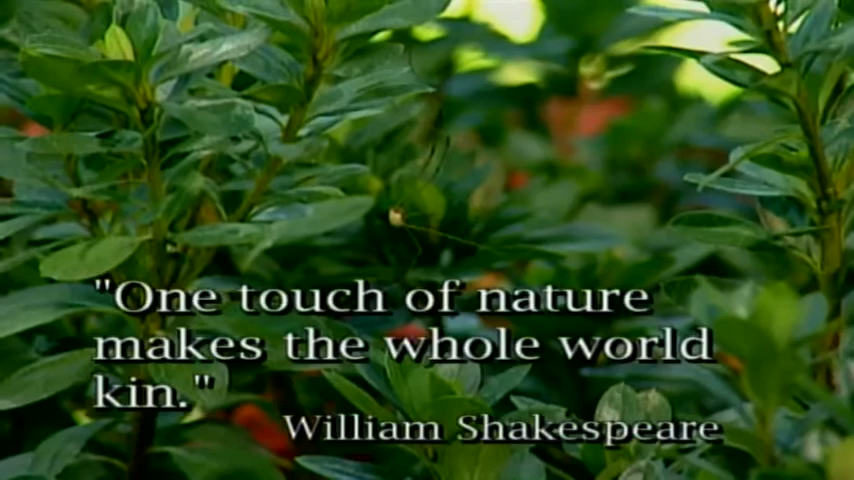 "One touch of nature
makes the whole world
kin."
William Shakespeare